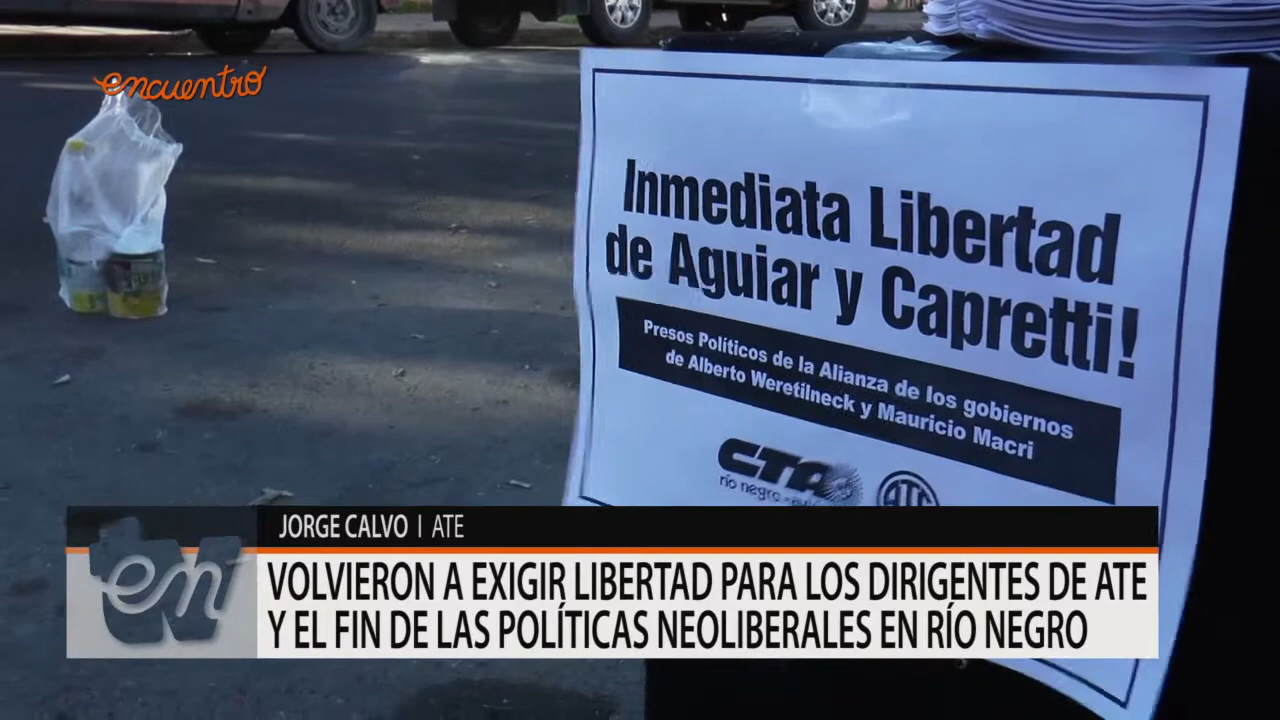 encuentro
Inmediata Libertad
de Aguiar y Capretti!
Presos Políticos de la Alianza de los gobiernos
de Alberto Weretilneck y Mauricio Macri
CTA
río negro
ATE
JORGE CALVO | ATE
en
VOLVIERON A EXIGIR LIBERTAD PARA LOS DIRIGENTES DE ATE
Y EL FIN DE LAS POLÍTICAS NEOLIBERALES EN RÍO NEGRO